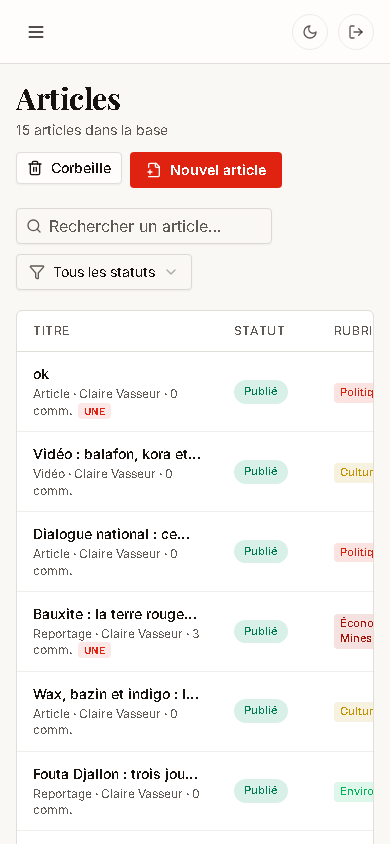 Articles
15 articles dans la base
Corbeille
Nouvel article
Rechercher un article...
Tous les statuts
TITRE STATUT RUBRI
ok
Article · Claire Vasseur · 0
comm. UNE
Publié
Politiq
Vidéo : balafon, kora et...
Vidéo · Claire Vasseur · 0
comm.
Publié
Cultur
Dialogue national : ce...
Article · Claire Vasseur · 0
comm.
Publié
Politiq
Bauxite : la terre rouge...
Reportage · Claire Vasseur · 3
comm. UNE
Publié
Écono
Mines
Wax, bazin et indigo : l...
Article · Claire Vasseur · 0
comm.
Publié
Cultur
Fouta Djallon : trois jou...
Reportage · Claire Vasseur · 0
comm.
Publié
Enviro